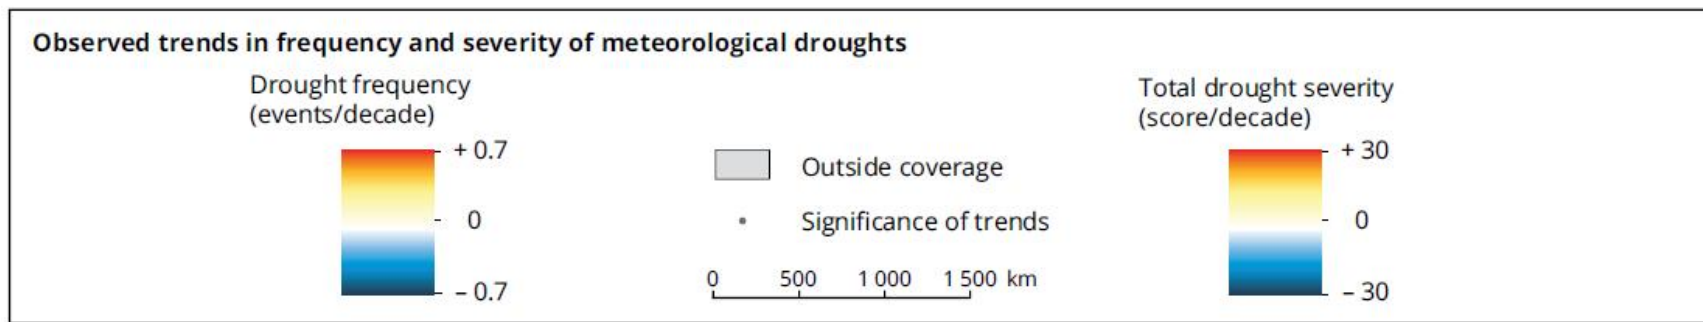 Observed trends in frequency and severity of meteorological droughts
Drought frequency
(events/decade)
+ 0.7
0
– 0.7
Outside coverage
Significance of trends
0 500 1 000 1 500 km
Total drought severity
(score/decade)
+ 30
0
– 30